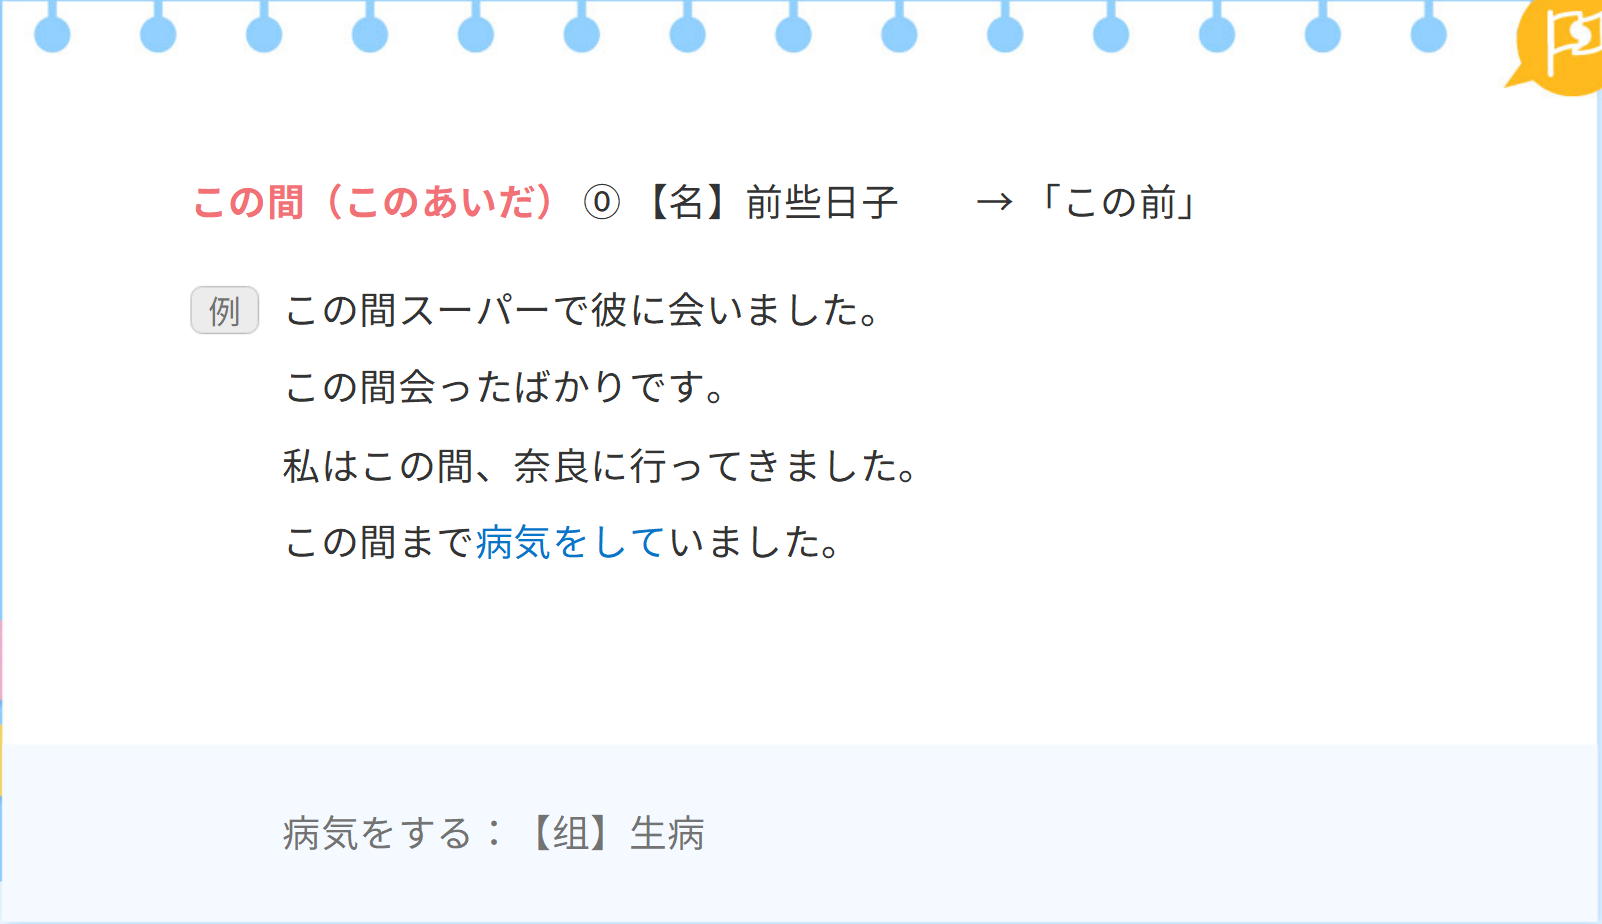 この間（このあいだ）⓪【名】前些日子　　→「この前」
例 この間スーパーで彼に会いました。
この間会ったばかりです。
私はこの間、奈良に行ってきました。
この間まで病気をしていました。
病気をする：【组】生病